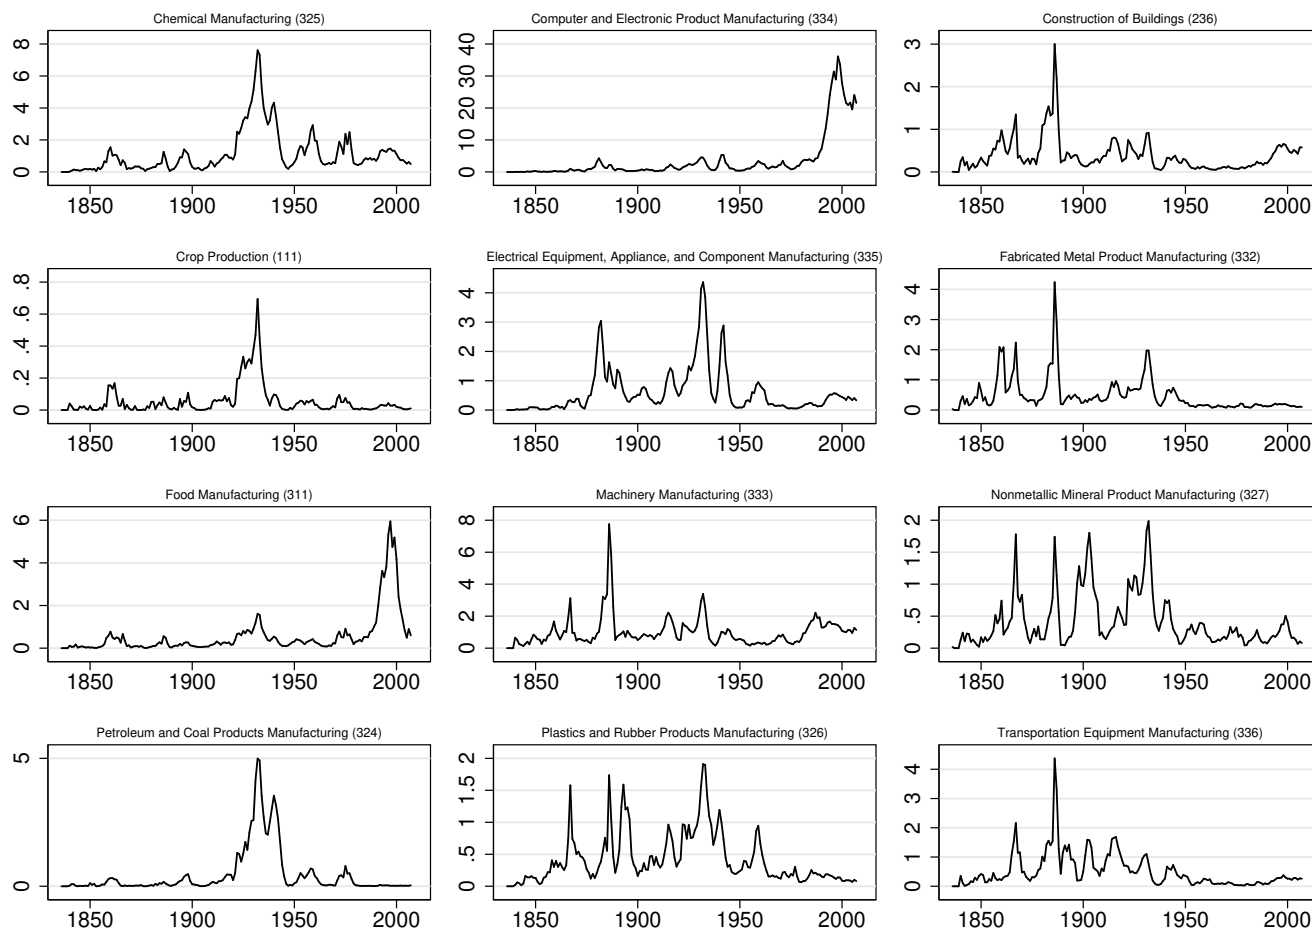 Chemical Manufacturing (325)
0 2 4 6 8
1850 1900 1950 2000
Computer and Electronic Product Manufacturing (334)
0 10 20 30 40
1850 1900 1950 2000
Construction of Buildings (236)
0 1 2 3
1850 1900 1950 2000
Crop Production (111)
0 .2 .4 .6 .8
1850 1900 1950 2000
Electrical Equipment, Appliance, and Component Manufacturing (335)
0 1 2 3 4
1850 1900 1950 2000
Fabricated Metal Product Manufacturing (332)
0 1 2 3 4
1850 1900 1950 2000
Food Manufacturing (311)
0 2 4 6
1850 1900 1950 2000
Machinery Manufacturing (333)
0 2 4 6 8
1850 1900 1950 2000
Nonmetallic Mineral Product Manufacturing (327)
0 .5 1 1.5 2
1850 1900 1950 2000
Petroleum and Coal Products Manufacturing (324)
0 5
1850 1900 1950 2000
Plastics and Rubber Products Manufacturing (326)
0 .5 1 1.5 2
1850 1900 1950 2000
Transportation Equipment Manufacturing (336)
0 1 2 3 4
1850 1900 1950 2000